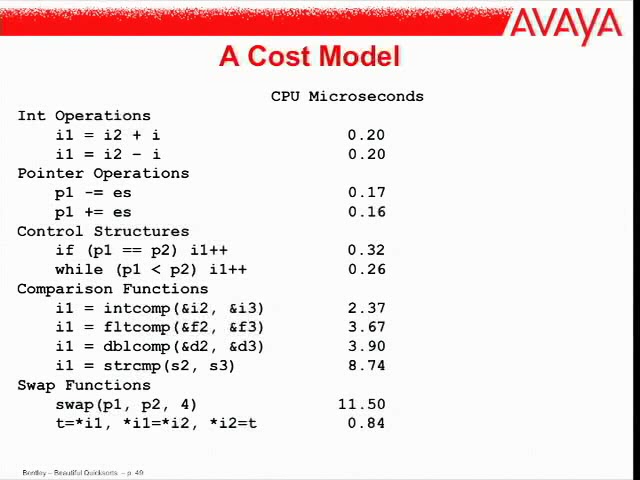 AVAYA
A Cost Model
CPU Microseconds
Int Operations
i1 = i2 + i 0.20
i1 = i2 - i 0.20
Pointer Operations
p1 -= es 0.17
p1 += es 0.16
Control Structures
if (p1 == p2) i1++ 0.32
while (p1 < p2) i1++ 0.26
Comparison Functions
i1 = intcomp(&i2, &i3) 2.37
i1 = fltcomp(&f2, &f3) 3.67
i1 = dblcomp(&d2, &d3) 3.90
i1 = strcmp(s2, s3) 8.74
Swap Functions
swap(p1, p2, 4) 11.50
t=*i1, *i1=*i2, *i2=t 0.84
Bentley – Beautiful Quicksorts – p. 49